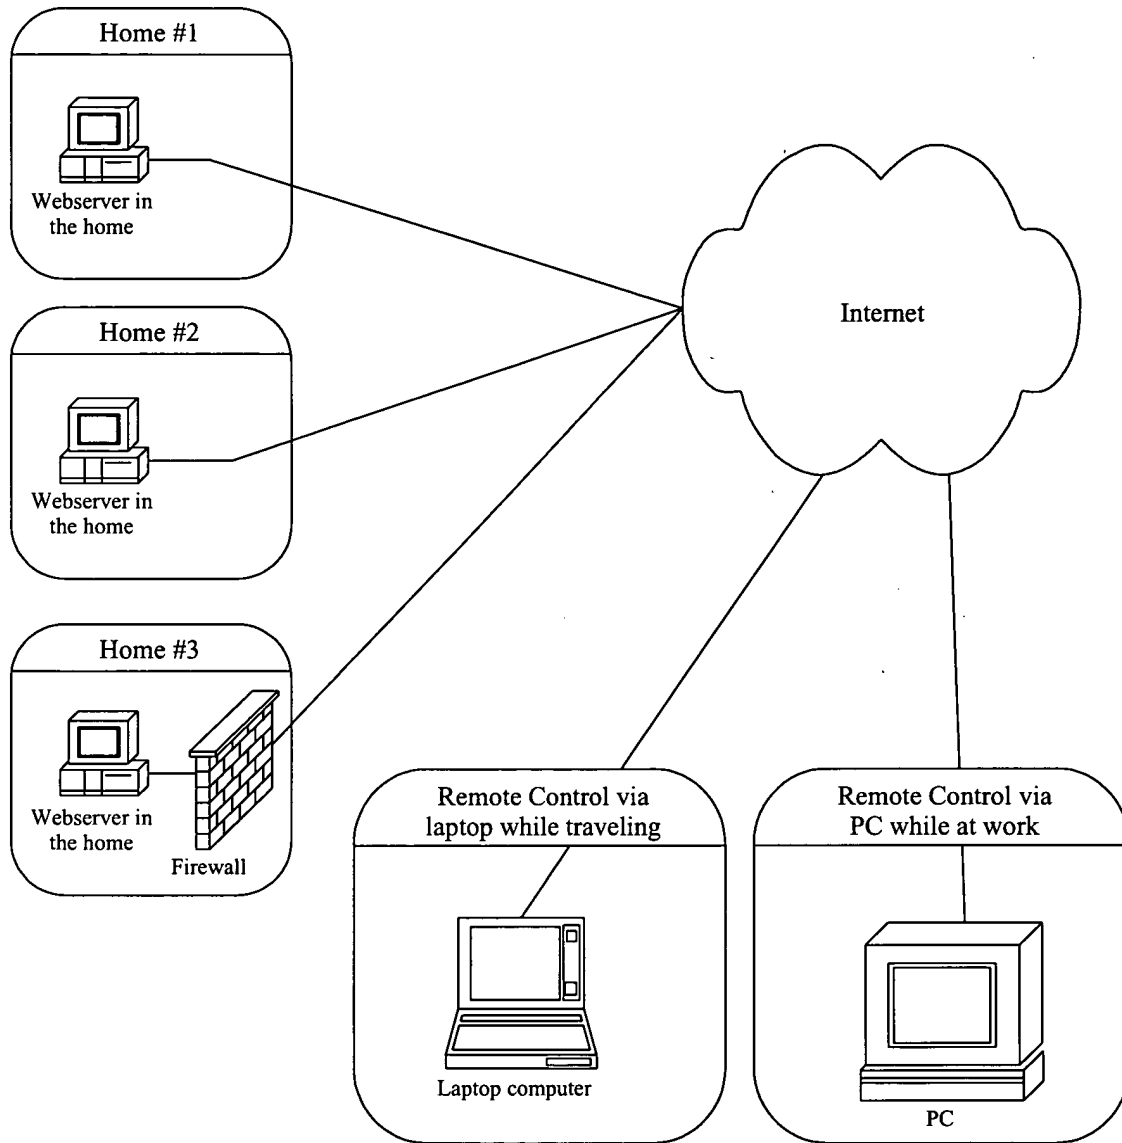 Home #1
Webserver in
the home
Internet
Home #2
Webserver in
the home
Home #3
Webserver in
the home
Firewall
Remote Control via
laptop while traveling
Laptop computer
Remote Control via
PC while at work
PC